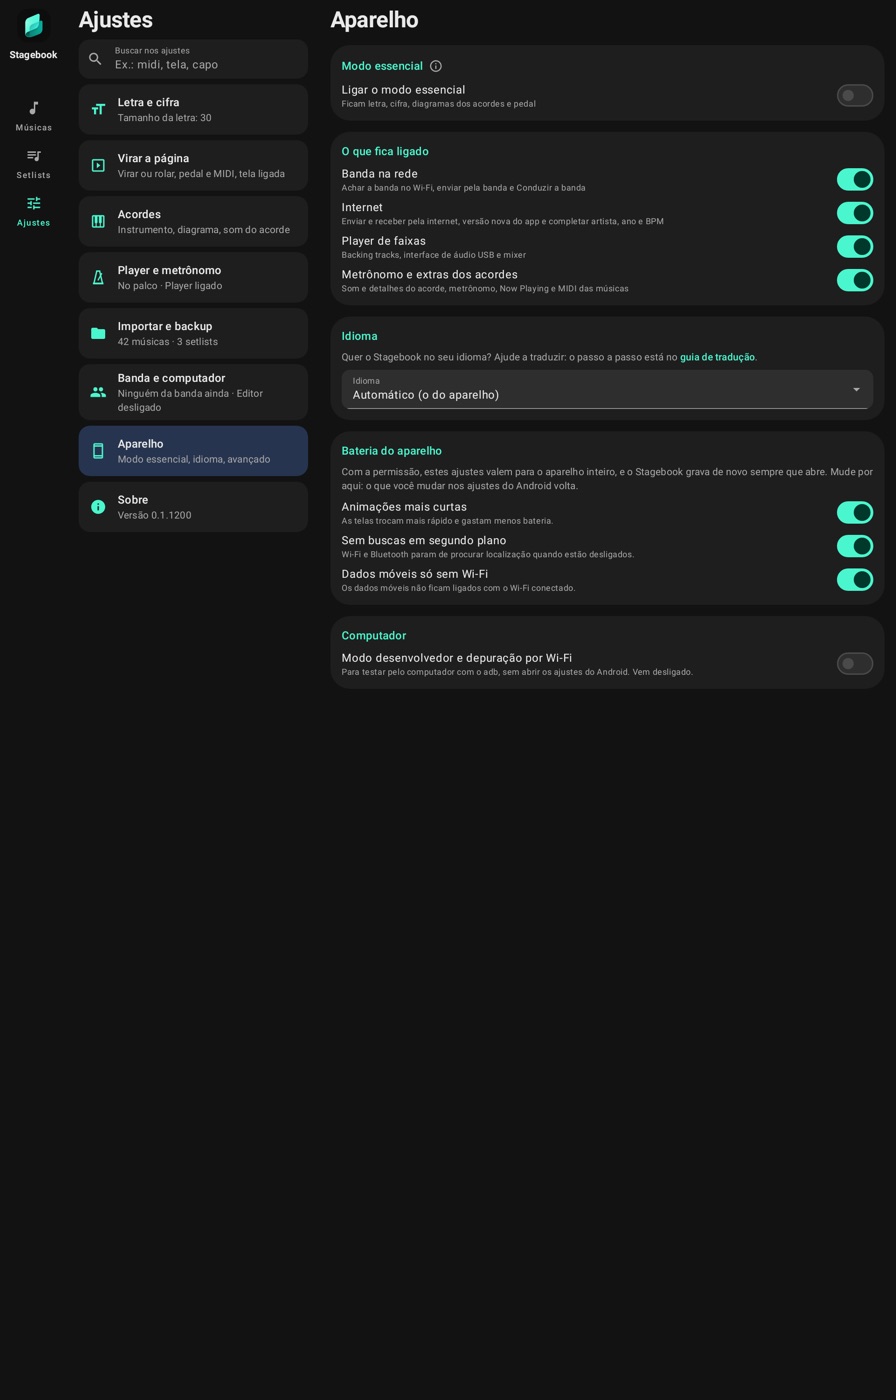 Stagebook
Músicas
Setlists
Ajustes
Ajustes
Buscar nos ajustes
Ex.: midi, tela, capo
Letra e cifra
Tamanho da letra: 30
Virar a página
Virar ou rolar, pedal e MIDI, tela ligada
Acordes
Instrumento, diagrama, som do acorde
Player e metrônomo
No palco · Player ligado
Importar e backup
42 músicas · 3 setlists
Banda e computador
Ninguém da banda ainda · Editor
desligado
Aparelho
Modo essencial, idioma, avançado
Sobre
Versão 0.1.1200
Aparelho
Modo essencial
Ligar o modo essencial
Ficam letra, cifra, diagramas dos acordes e pedal
O que fica ligado
Banda na rede
Achar a banda no Wi-Fi, enviar pela banda e Conduzir a banda
Internet
Enviar e receber pela internet, versão nova do app e completar artista, ano e BPM
Player de faixas
Backing tracks, interface de áudio USB e mixer
Metrônomo e extras dos acordes
Som e detalhes do acorde, metrônomo, Now Playing e MIDI das músicas
Idioma
Quer o Stagebook no seu idioma? Ajude a traduzir: o passo a passo está no guia de tradução.
Idioma
Automático (o do aparelho)
Bateria do aparelho
Com a permissão, estes ajustes valem para o aparelho inteiro, e o Stagebook grava de novo sempre que abre. Mude por
aqui: o que você mudar nos ajustes do Android volta.
Animações mais curtas
As telas trocam mais rápido e gastam menos bateria.
Sem buscas em segundo plano
Wi-Fi e Bluetooth param de procurar localização quando estão desligados.
Dados móveis só sem Wi-Fi
Os dados móveis não ficam ligados com o Wi-Fi conectado.
Computador
Modo desenvolvedor e depuração por Wi-Fi
Para testar pelo computador com o adb, sem abrir os ajustes do Android. Vem desligado.